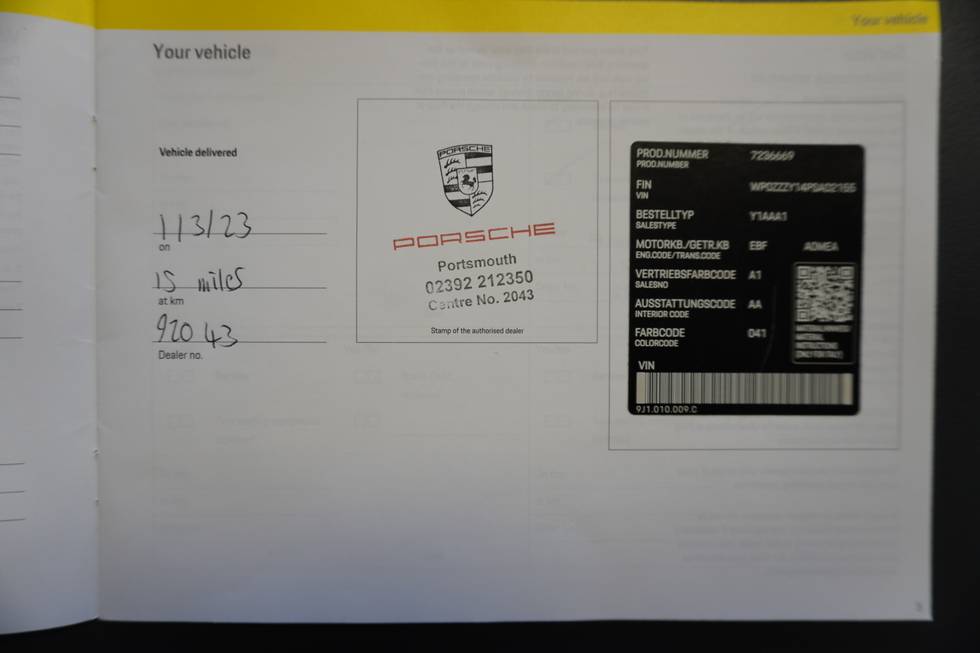 Your vehicle
Your vehicle
Vehicle delivered
1/3/23
on
15 miles
at km
920 43
Dealer no.
PORSCHE
PORSCHE
Portsmouth
02392 212350
Centre No. 2043
Stamp of the authorised dealer
PROD.NUMMER 7236669
PROD.NUMBER
FIN
VIN
BESTELLTYP Y1AAA1
SALESTYPE
MOTORKB./GETR.KB EBF
ENG.CODE/TRANS.CODE
VERTRIEBSFARBCODE A1
SALESNO
AUSSTATTUNGSCODE AA
INTERIOR CODE
FARBCODE 041
COLORCODE
VIN
9J1.010.009.C
3